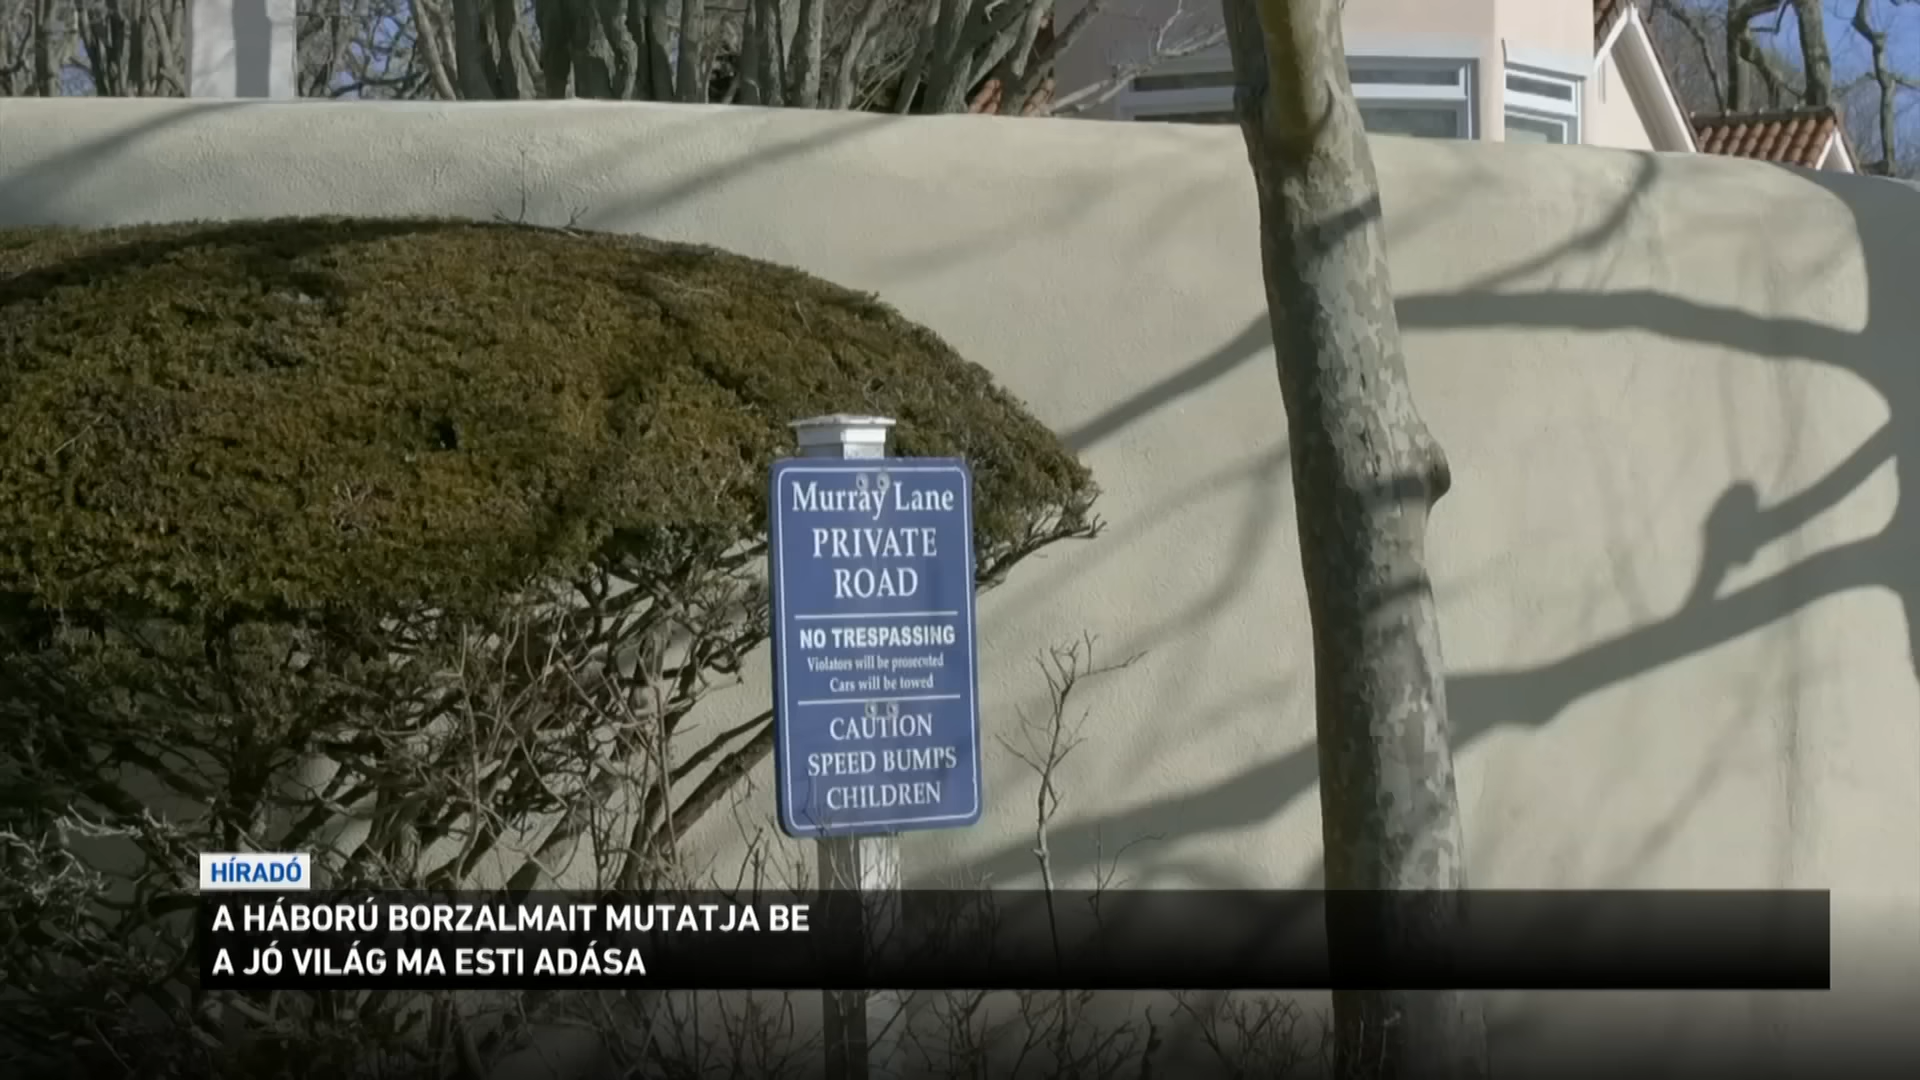 Murray Lane
PRIVATE
ROAD
NO TRESPASSING
Violators will be prosecuted
Cars will be towed
CAUTION
SPEED BUMPS
CHILDREN
HÍRADÓ
A HÁBORÚ BORZALMAIT MUTATJA BE
A JÓ VILÁG MA ESTI ADÁSA